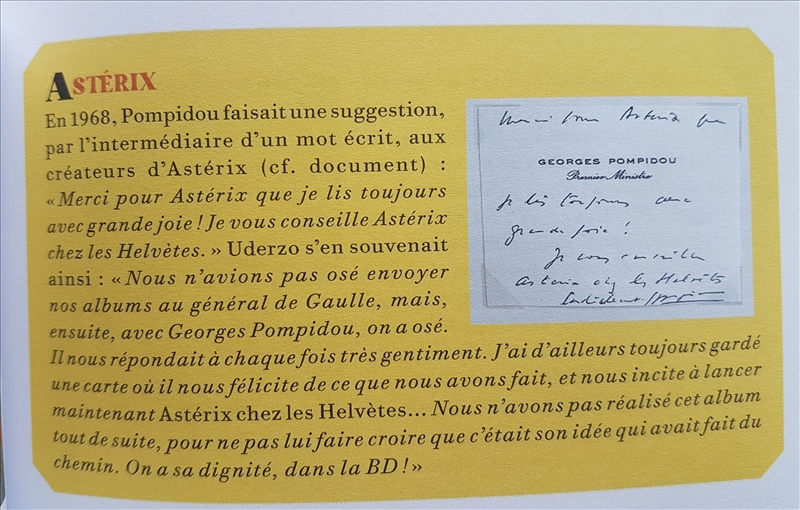 ASTÉRIX
En 1968, Pompidou faisait une suggestion,
par l'intermédiaire d'un mot écrit, aux
créateurs d'Astérix (cf. document) :
« Merci pour Astérix que je lis toujours
avec grande joie ! Je vous conseille Astérix
chez les Helvètes. » Uderzo s'en souvenait
ainsi : « Nous n'avions pas osé envoyer
nos albums au général de Gaulle, mais,
ensuite, avec Georges Pompidou, on a osé.
Il nous répondait à chaque fois très gentiment. J'ai d'ailleurs toujours gardé
une carte où il nous félicite de ce que nous avons fait, et nous incite à lancer
maintenant Astérix chez les Helvètes... Nous n'avons pas réalisé cet album
tout de suite, pour ne pas lui faire croire que c'était son idée qui avait fait du
chemin. On a sa dignité, dans la BD ! »
Merci pour Astérix que
GEORGES POMPIDOU
Premier Ministre
je lis toujours avec
grande joie !
Je vous conseille
Astérix chez les Helvètes